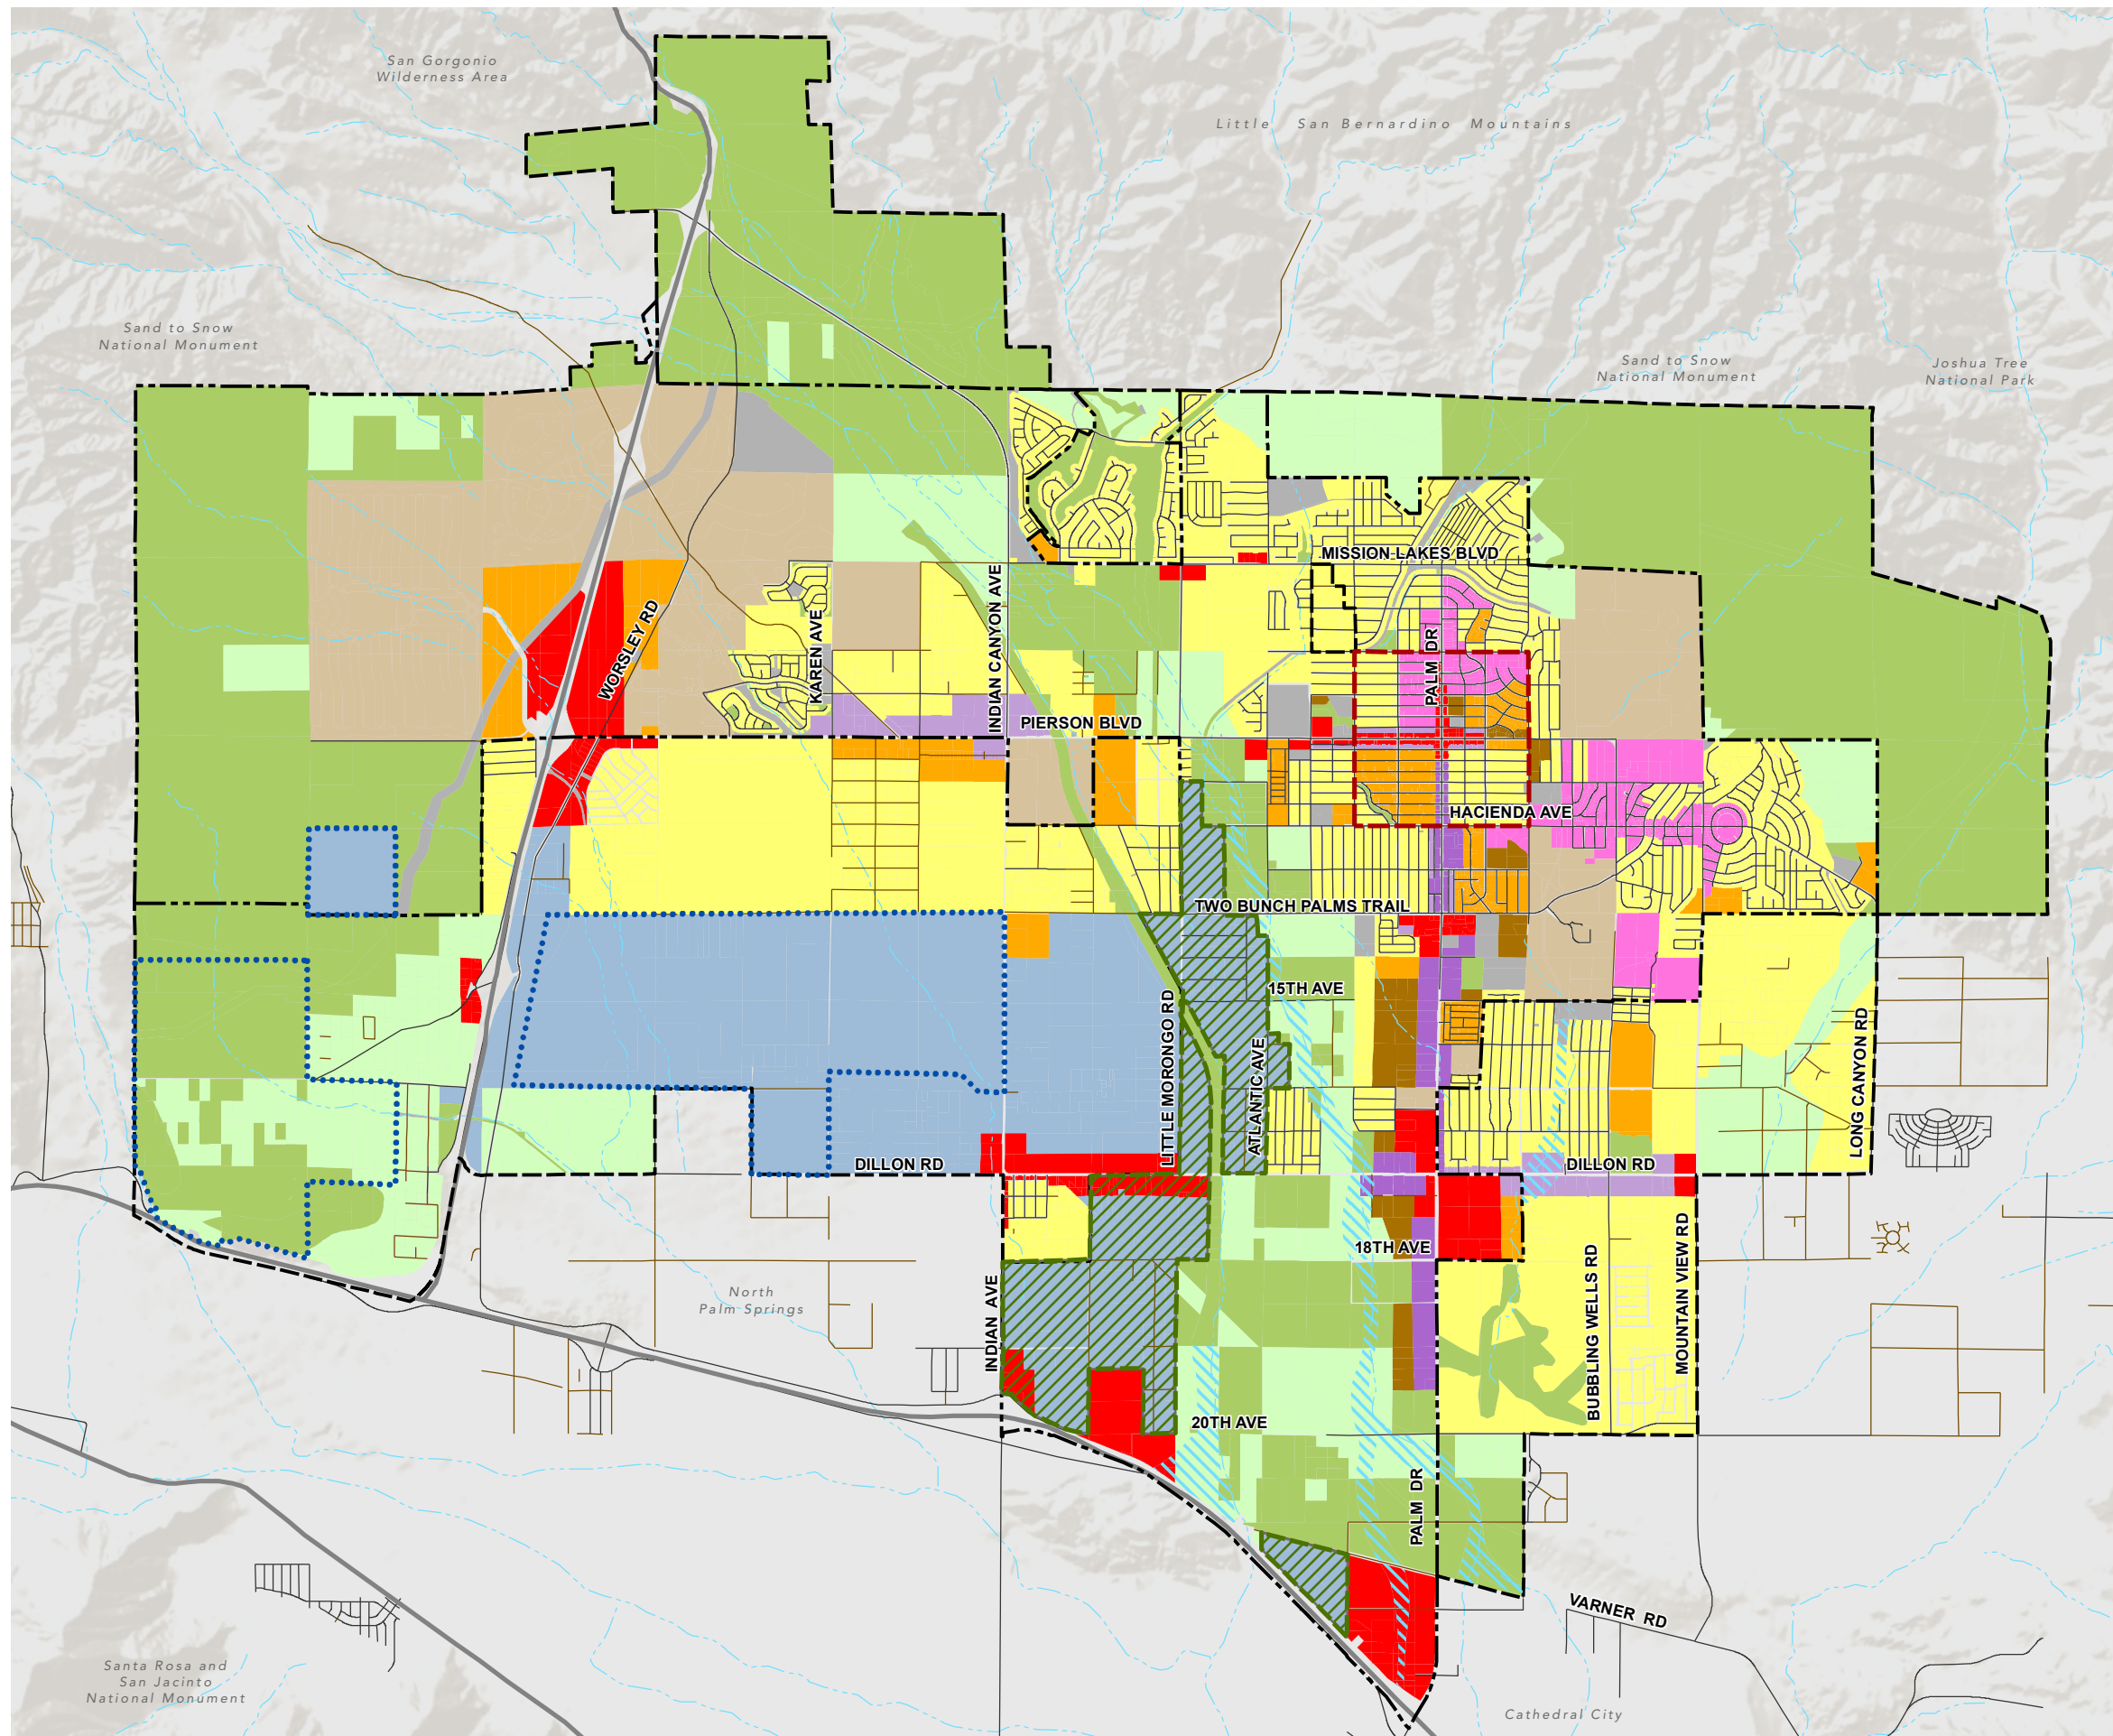 San Gorgonio
Wilderness Area
Little San Bernardino Mountains
Sand to Snow
National Monument
Sand to Snow
National Monument
Joshua Tree
National Park
MISSION LAKES BLVD
INDIAN CANYON AVE
WORSLEY RD
KAREN AVE
PALM DR
PIERSON BLVD
HACIENDA AVE
TWO BUNCH PALMS TRAIL
15TH AVE
LITTLE MORONGO RD
ATLANTIC AVE
LONG CANYON RD
DILLON RD
DILLON RD
18TH AVE
INDIAN AVE
BUBBLING WELLS RD
MOUNTAIN VIEW RD
North
Palm Springs
20TH AVE
PALM DR
VARNER RD
Santa Rosa and
San Jacinto
National Monument
Cathedral City